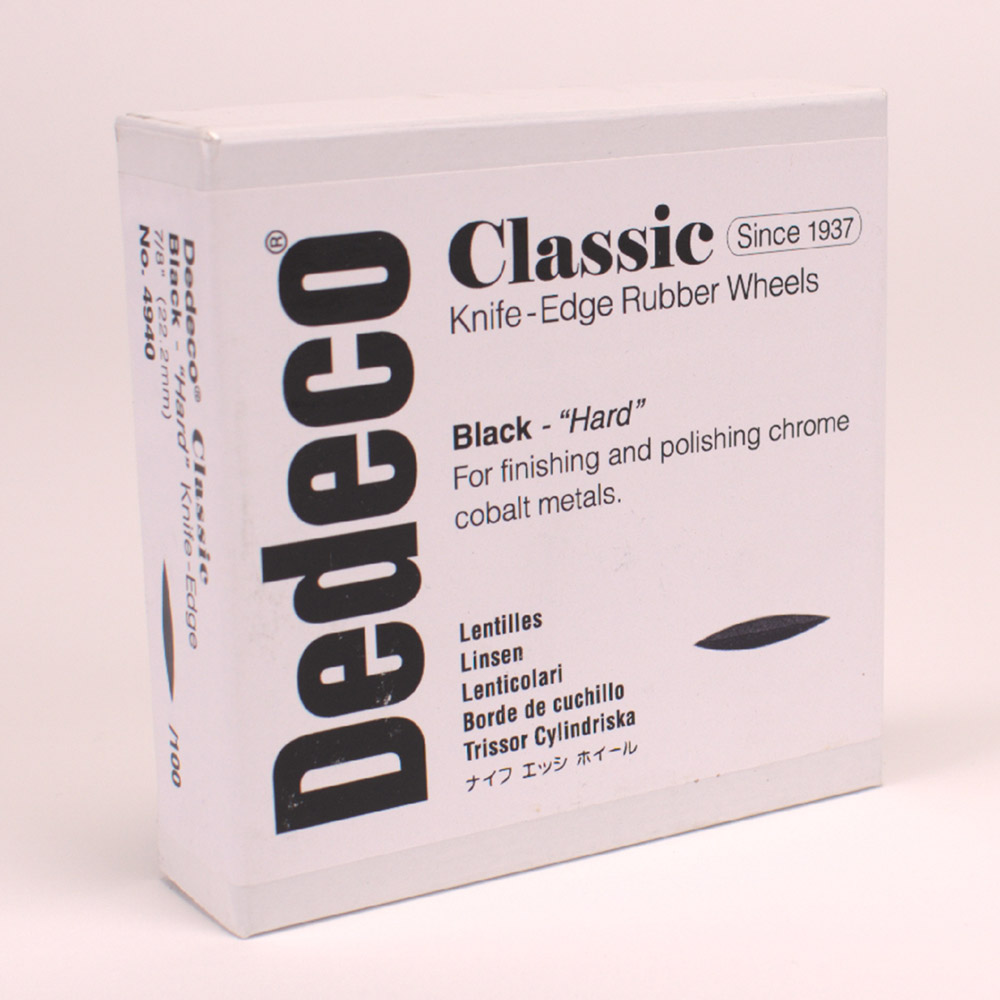 Dedeco® Classic
Black - "Hard" Knife-Edge
7/8" (22.2mm)
No. 4940
/100
Dedeco®
Classic Since 1937
Knife-Edge Rubber Wheels
Black - “Hard”
For finishing and polishing chrome
cobalt metals.
Lentilles
Linsen
Lenticolari
Borde de cuchillo
Trissor Cylindriska
ナイフ エッジ ホイール